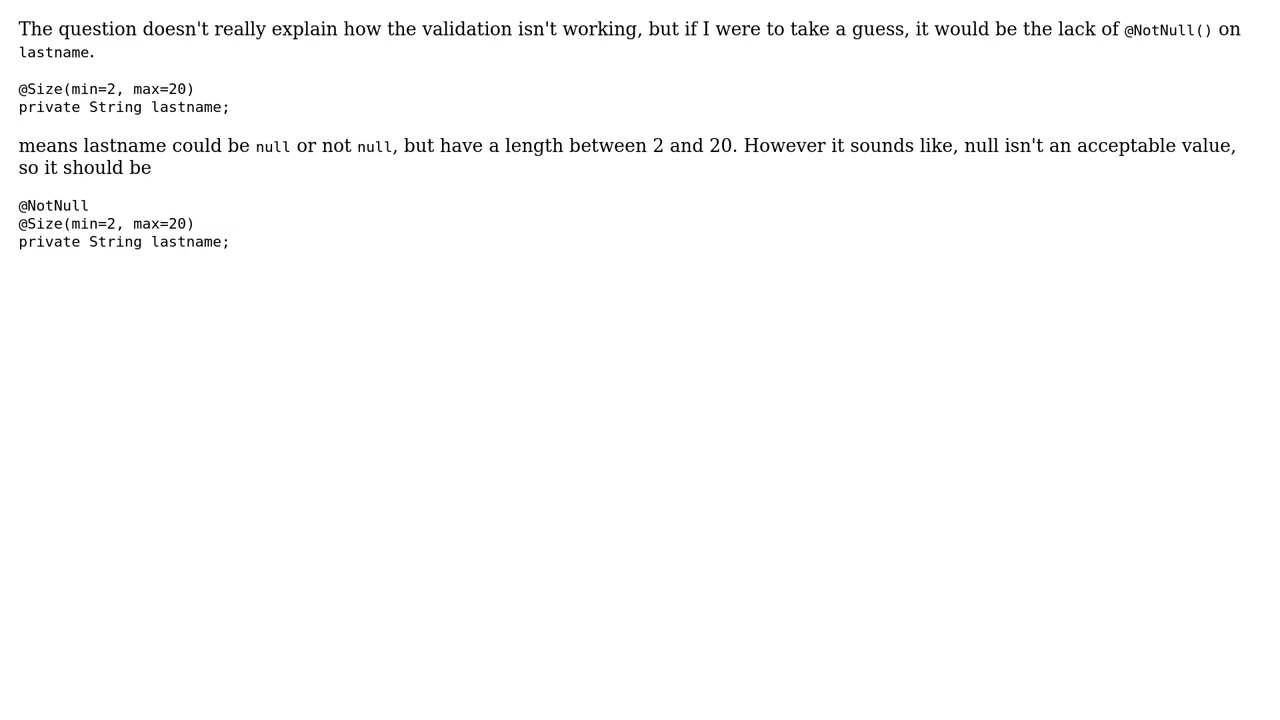 The question doesn't really explain how the validation isn't working, but if I were to take a guess, it would be the lack of @NotNull() on
lastname.
@Size(min=2, max=20)
private String lastname;
means lastname could be null or not null, but have a length between 2 and 20. However it sounds like, null isn't an acceptable value,
so it should be
@NotNull
@Size(min=2, max=20)
private String lastname;